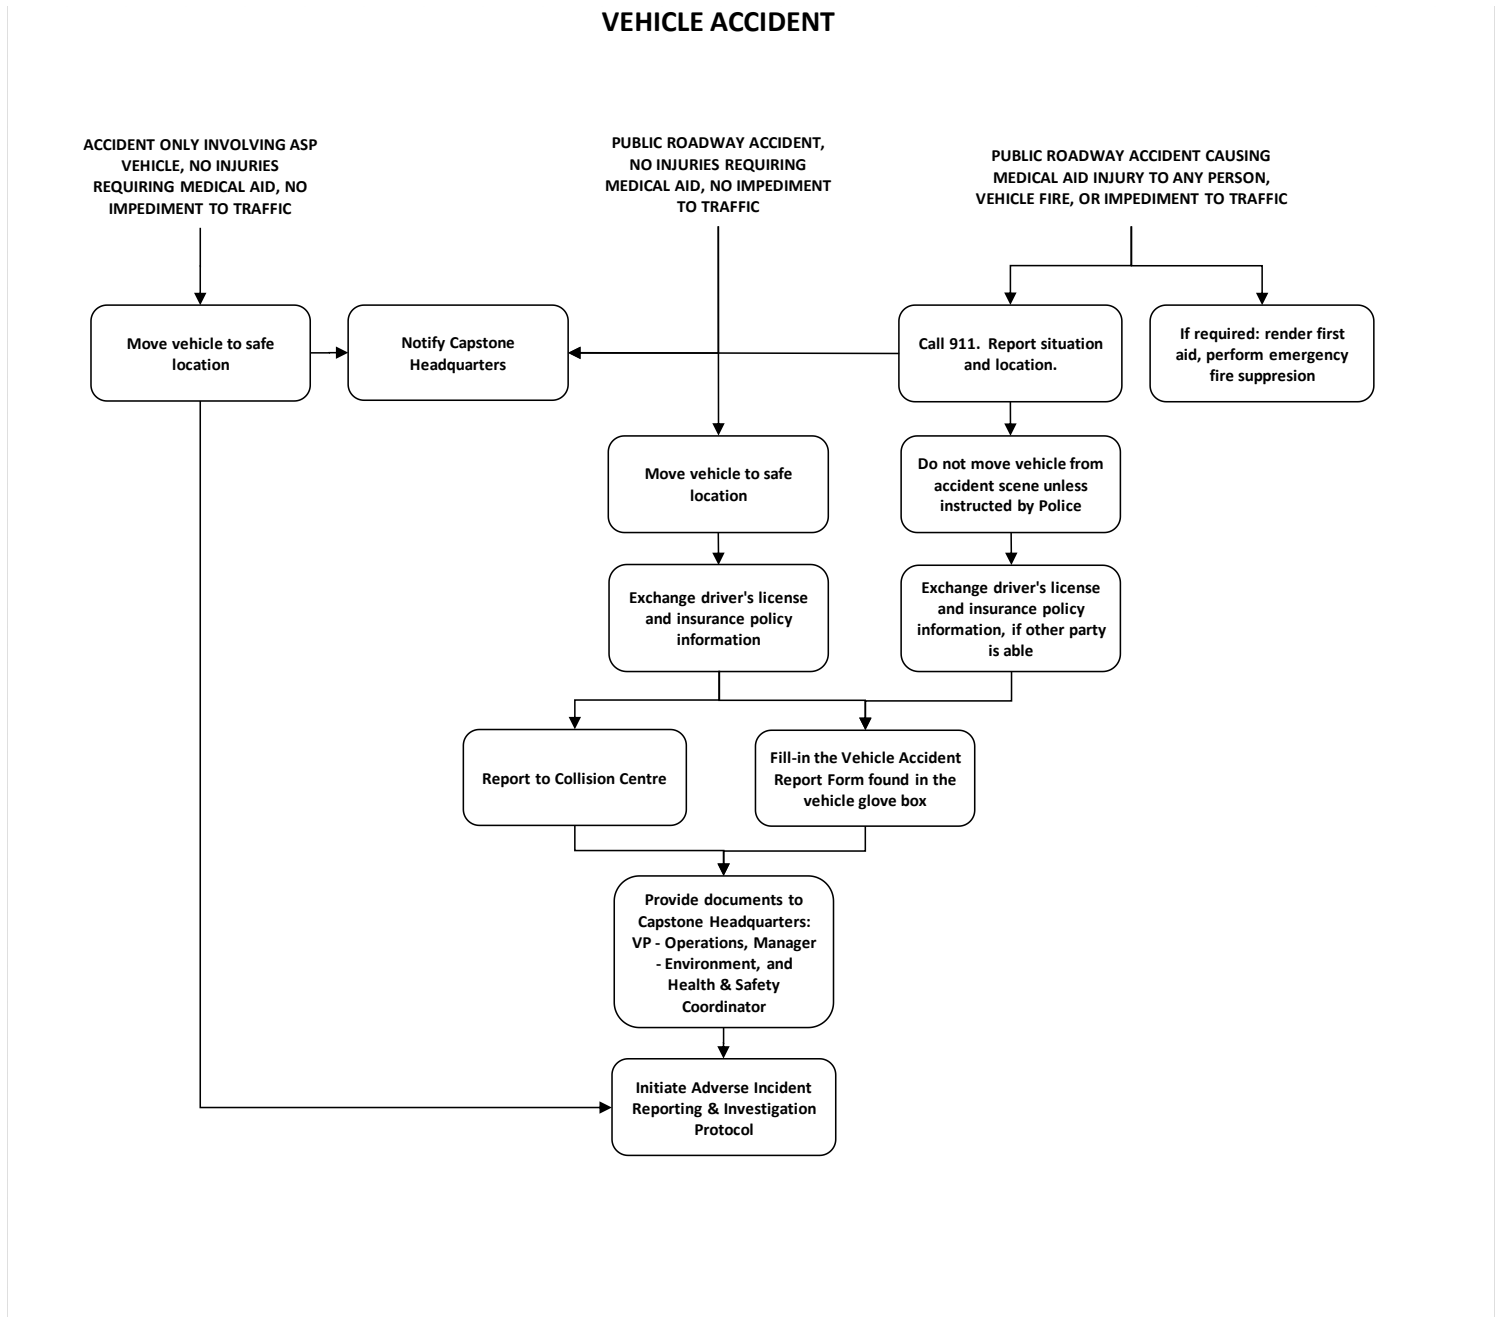 VEHICLE ACCIDENT
ACCIDENT ONLY INVOLVING ASP
VEHICLE, NO INJURIES
REQUIRING MEDICAL AID, NO
IMPEDIMENT TO TRAFFIC
PUBLIC ROADWAY ACCIDENT,
NO INJURIES REQUIRING
MEDICAL AID, NO IMPEDIMENT
TO TRAFFIC
PUBLIC ROADWAY ACCIDENT CAUSING
MEDICAL AID INJURY TO ANY PERSON,
VEHICLE FIRE, OR IMPEDIMENT TO TRAFFIC
Move vehicle to safe
location
Notify Capstone
Headquarters
Call 911. Report situation
and location.
If required: render first
aid, perform emergency
fire suppresion
Move vehicle to safe
location
Do not move vehicle from
accident scene unless
instructed by Police
Exchange driver's license
and insurance policy
information
Exchange driver's license
and insurance policy
information, if other party
is able
Report to Collision Centre
Fill-in the Vehicle Accident
Report Form found in the
vehicle glove box
Provide documents to
Capstone Headquarters:
VP - Operations, Manager
- Environment, and
Health & Safety
Coordinator
Initiate Adverse Incident
Reporting & Investigation
Protocol